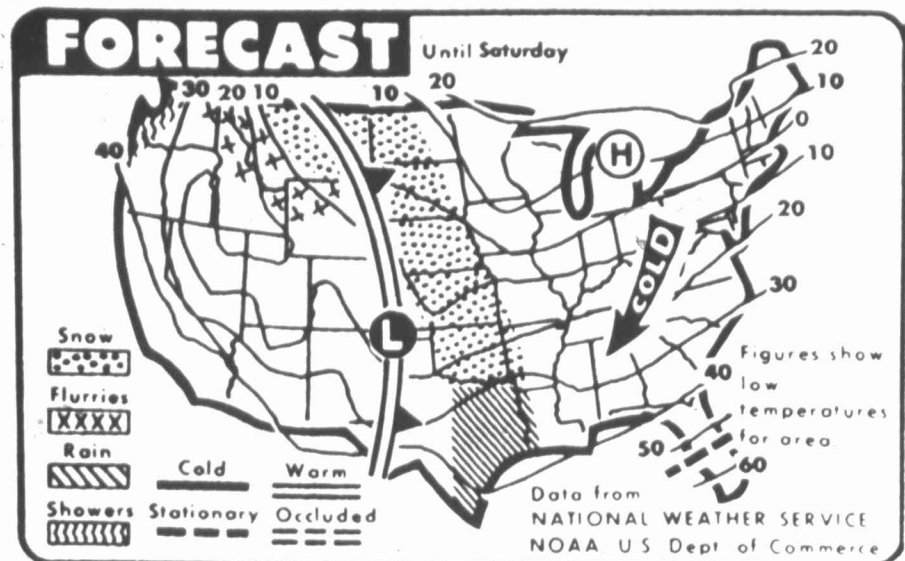 FORECAST Until Saturday
30 20 10 10 20 20
10
0
40
H
10
20
COLD
30
L
Snow
Figures show
40 low
Flurries
temperatures
XXXX
for area.
Rain
50
60
Cold Warm
Data from
Showers Stationary Occluded
NATIONAL WEATHER SERVICE
NOAA US Dept of Commerce